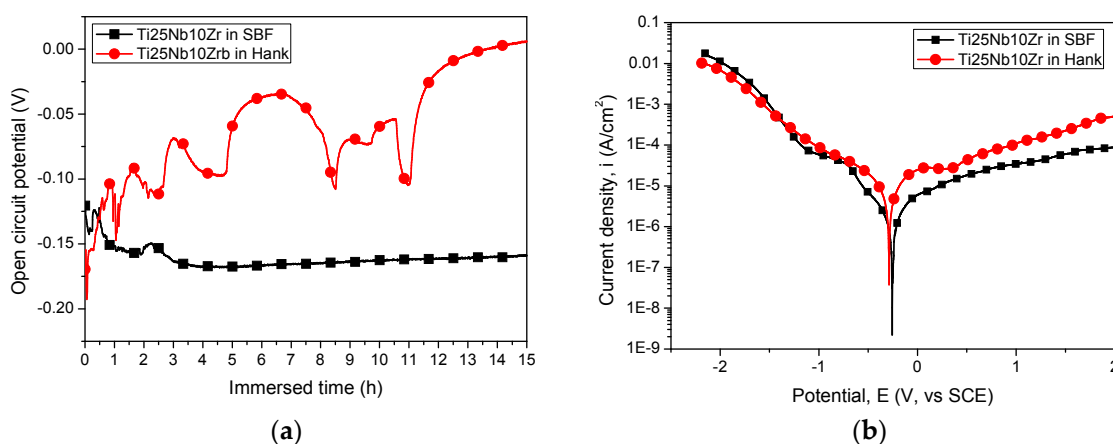 Ti25Nb10Zr in SBF
Ti25Nb10Zrb in Hank
0.00
-0.05
-0.10
-0.15
-0.20
Open circuit potential (V)
0 1 2 3 4 5 6 7 8 9 10 11 12 13 14 15
Immersed time (h)
(a)
Ti25Nb10Zr in SBF
Ti25Nb10Zr in Hank
0.1
0.01
1E-3
1E-4
1E-5
1E-6
1E-7
1E-8
1E-9
Current density, i (A/cm²)
-2 -1 0 1 2
Potential, E (V, vs SCE)
(b)